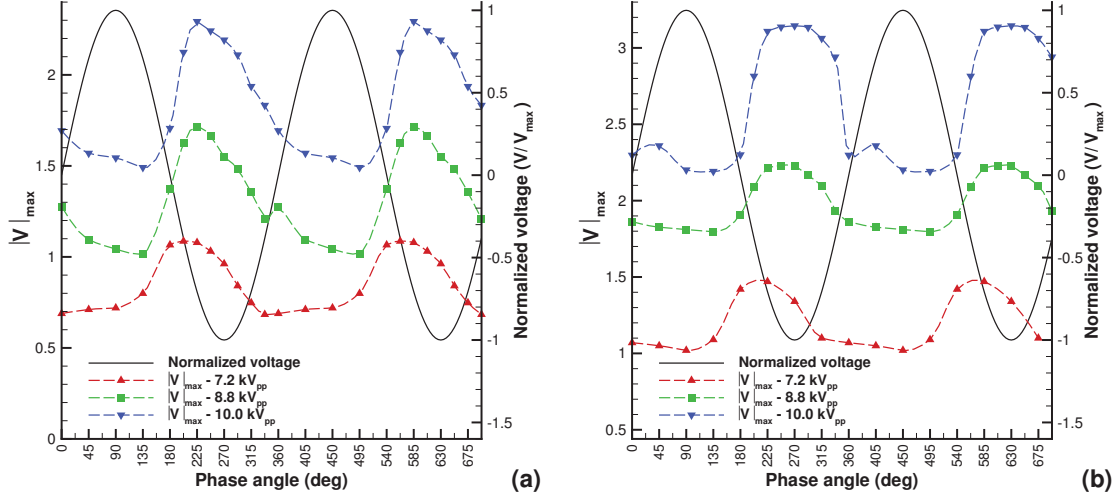 2
1.5
1
0.5
0
|V|max
1
0.5
0
-0.5
-1
-1.5
Normalized voltage (V/ Vmax)
Normalized voltage
|V|max - 7.2 kVpp
|V|max - 8.8 kVpp
|V|max - 10.0 kVpp
0 45 90 135 180 225 270 315 360 405 450 495 540 585 630 675
Phase angle (deg)
(a)
3
2.5
2
1.5
1
0.5
|V|max
1
0.5
0
-0.5
-1
-1.5
Normalized voltage (V/ Vmax)
Normalized voltage
|V|max - 7.2 kVpp
|V|max - 8.8 kVpp
|V|max - 10.0 kVpp
0 45 90 135 180 225 270 315 360 405 450 495 540 585 630 675
Phase angle (deg)
(b)